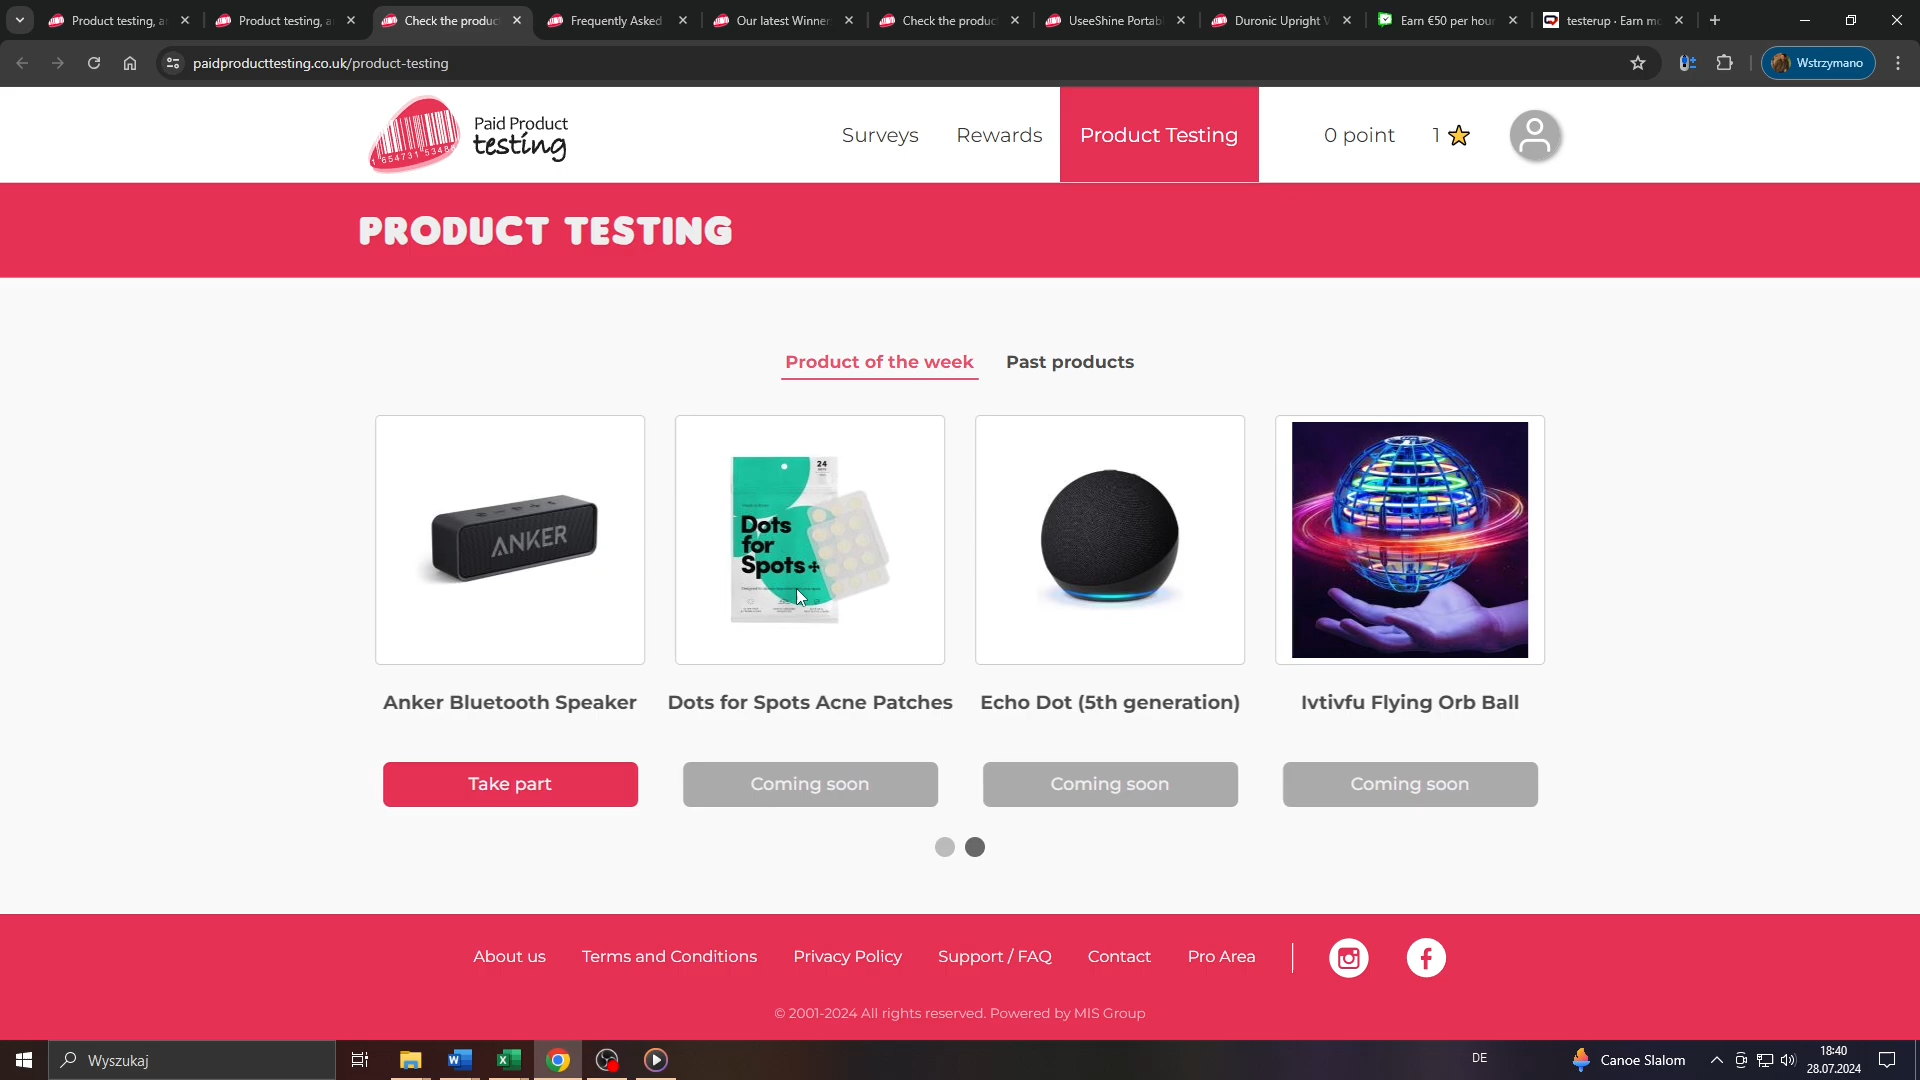 Product testing, a
Product testing, a
Check the produc
Frequently Asked
Our latest Winner
Check the produc
UseeShine Portab
Duronic Upright V
Earn €50 per hour
testerup · Earn mo
paidproducttesting.co.uk/product-testing
Wstrzymano
1 654731 53486
Paid Product
testing
Surveys
Rewards
Product Testing
0 point
1
PRODUCT TESTING
Product of the week
Past products
ANKER
24
Dots
for
Spots+
Anker Bluetooth Speaker
Dots for Spots Acne Patches
Echo Dot (5th generation)
Ivtivfu Flying Orb Ball
Take part
Coming soon
Coming soon
Coming soon
About us
Terms and Conditions
Privacy Policy
Support / FAQ
Contact
Pro Area
© 2001-2024 All rights reserved. Powered by MIS Group
Wyszukaj
DE
Canoe Slalom
18:40
28.07.2024